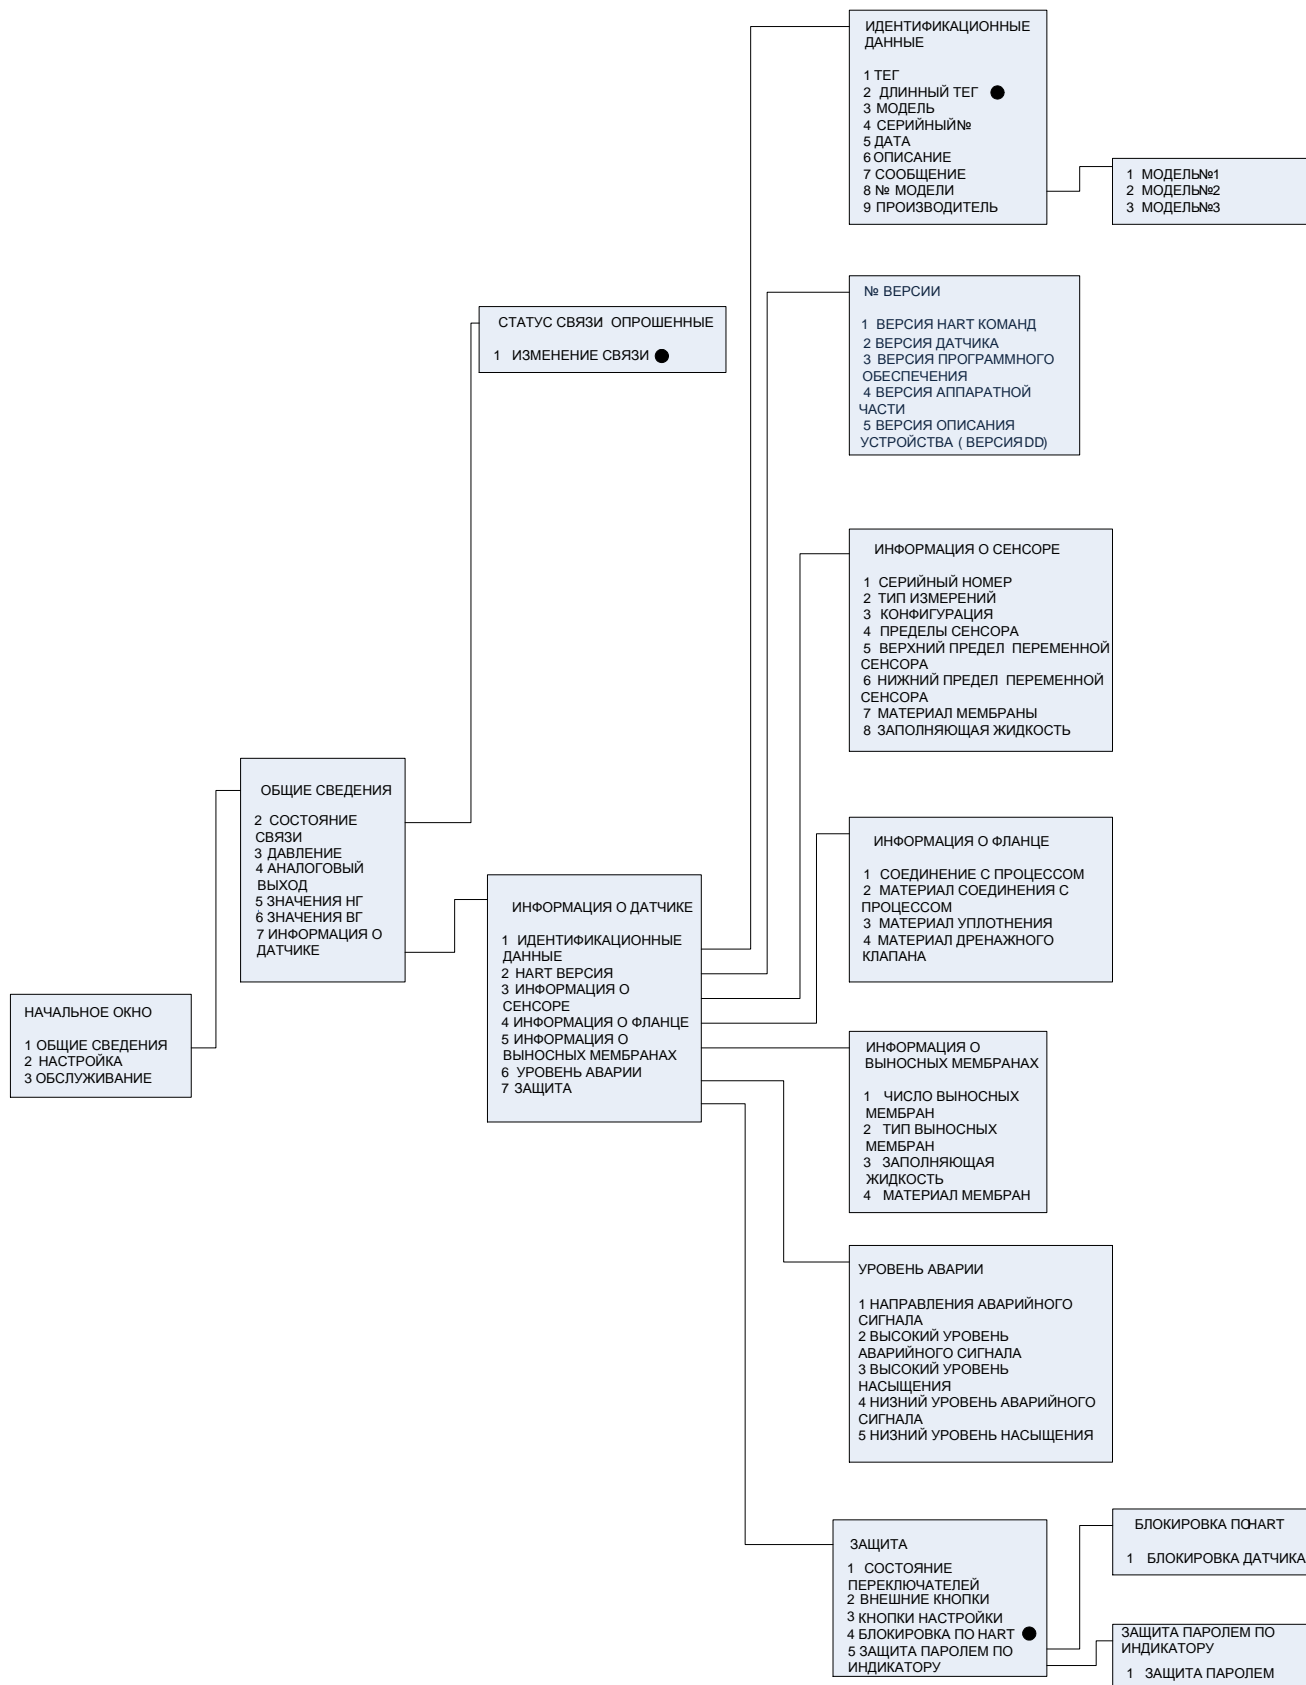 ИДЕНТИФИКАЦИОННЫЕ
ДАННЫЕ
1 ТЕГ
2 ДЛИННЫЙ ТЕГ
3 МОДЕЛЬ
4 СЕРИЙНЫЙ№
5 ДАТА
6 ОПИСАНИЕ
7 СООБЩЕНИЕ
8 № МОДЕЛИ
9 ПРОИЗВОДИТЕЛЬ
1 МОДЕЛЬ№1
2 МОДЕЛЬ№2
3 МОДЕЛЬ№3
№ ВЕРСИИ
1 ВЕРСИЯ HART КОМАНД
2 ВЕРСИЯ ДАТЧИКА
3 ВЕРСИЯ ПРОГРАММНОГО
ОБЕСПЕЧЕНИЯ
4 ВЕРСИЯ АППАРАТНОЙ
ЧАСТИ
5 ВЕРСИЯ ОПИСАНИЯ
УСТРОЙСТВА ( ВЕРСИЯ DD)
СТАТУС СВЯЗИ ОПРОШЕННЫЕ
1 ИЗМЕНЕНИЕ СВЯЗИ
ИНФОРМАЦИЯ О СЕНСОРЕ
1 СЕРИЙНЫЙ НОМЕР
2 ТИП ИЗМЕРЕНИЙ
3 КОНФИГУРАЦИЯ
4 ПРЕДЕЛЫ СЕНСОРА
5 ВЕРХНИЙ ПРЕДЕЛ ПЕРЕМЕННОЙ
СЕНСОРА
6 НИЖНИЙ ПРЕДЕЛ ПЕРЕМЕННОЙ
СЕНСОРА
7 МАТЕРИАЛ МЕМБРАНЫ
8 ЗАПОЛНЯЮЩАЯ ЖИДКОСТЬ
ОБЩИЕ СВЕДЕНИЯ
2 СОСТОЯНИЕ
СВЯЗИ
3 ДАВЛЕНИЕ
4 АНАЛОГОВЫЙ
ВЫХОД
5 ЗНАЧЕНИЯ НГ
6 ЗНАЧЕНИЯ ВГ
7 ИНФОРМАЦИЯ О
ДАТЧИКЕ
ИНФОРМАЦИЯ О ФЛАНЦЕ
1 СОЕДИНЕНИЕ С ПРОЦЕССОМ
2 МАТЕРИАЛ СОЕДИНЕНИЯ С
ПРОЦЕССОМ
3 МАТЕРИАЛ УПЛОТНЕНИЯ
4 МАТЕРИАЛ ДРЕНАЖНОГО
КЛАПАНА
ИНФОРМАЦИЯ О ДАТЧИКЕ
1 ИДЕНТИФИКАЦИОННЫЕ
ДАННЫЕ
2 HART ВЕРСИЯ
3 ИНФОРМАЦИЯ О
СЕНСОРЕ
4 ИНФОРМАЦИЯ О ФЛАНЦЕ
5 ИНФОРМАЦИЯ О
ВЫНОСНЫХ МЕМБРАНАХ
6 УРОВЕНЬ АВАРИИ
7 ЗАЩИТА
НАЧАЛЬНОЕ ОКНО
1 ОБЩИЕ СВЕДЕНИЯ
2 НАСТРОЙКА
3 ОБСЛУЖИВАНИЕ
ИНФОРМАЦИЯ О
ВЫНОСНЫХ МЕМБРАНАХ
1 ЧИСЛО ВЫНОСНЫХ
МЕМБРАН
2 ТИП ВЫНОСНЫХ
МЕМБРАН
3 ЗАПОЛНЯЮЩАЯ
ЖИДКОСТЬ
4 МАТЕРИАЛ МЕМБРАН
УРОВЕНЬ АВАРИИ
1 НАПРАВЛЕНИЯ АВАРИЙНОГО
СИГНАЛА
2 ВЫСОКИЙ УРОВЕНЬ
АВАРИЙНОГО СИГНАЛА
3 ВЫСОКИЙ УРОВЕНЬ
НАСЫЩЕНИЯ
4 НИЗНИЙ УРОВЕНЬ АВАРИЙНОГО
СИГНАЛА
5 НИЗНИЙ УРОВЕНЬ НАСЫЩЕНИЯ
ЗАЩИТА
1 СОСТОЯНИЕ
ПЕРЕКЛЮЧАТЕЛЕЙ
2 ВНЕШНИЕ КНОПКИ
3 КНОПКИ НАСТРОЙКИ
4 БЛОКИРОВКА ПО HART
5 ЗАЩИТА ПАРОЛЕМ ПО
ИНДИКАТОРУ
БЛОКИРОВКА ПО HART
1 БЛОКИРОВКА ДАТЧИКА
ЗАЩИТА ПАРОЛЕМ ПО
ИНДИКАТОРУ
1 ЗАЩИТА ПАРОЛЕМ